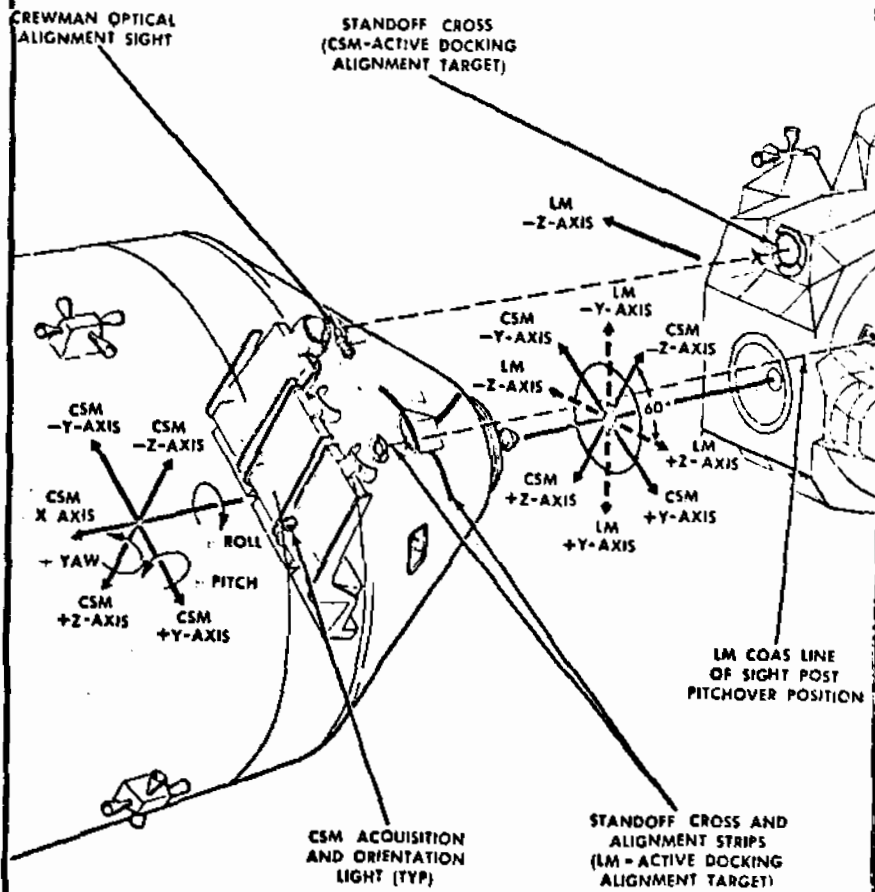 CREWMAN OPTICAL
ALIGNMENT SIGHT
STANDOFF CROSS
(CSM-ACTIVE DOCKING
ALIGNMENT TARGET)
LM
-Z-AXIS
LM
-Y-AXIS
CSM
-Y-AXIS
CSM
-Z-AXIS
LM
-Z-AXIS
60°
LM
+Z-AXIS
CSM
+Z-AXIS
CSM
+Y-AXIS
LM
+Y-AXIS
CSM
-Y-AXIS
CSM
-Z-AXIS
CSM
X AXIS
ROLL
+ YAW
PITCH
CSM
+Z-AXIS
CSM
+Y-AXIS
LM COAS LINE
OF SIGHT POST
PITCHOVER POSITION
CSM ACQUISITION
AND ORIENTATION
LIGHT (TYP)
STANDOFF CROSS AND
ALIGNMENT STRIPS
(LM-ACTIVE DOCKING
ALIGNMENT TARGET)